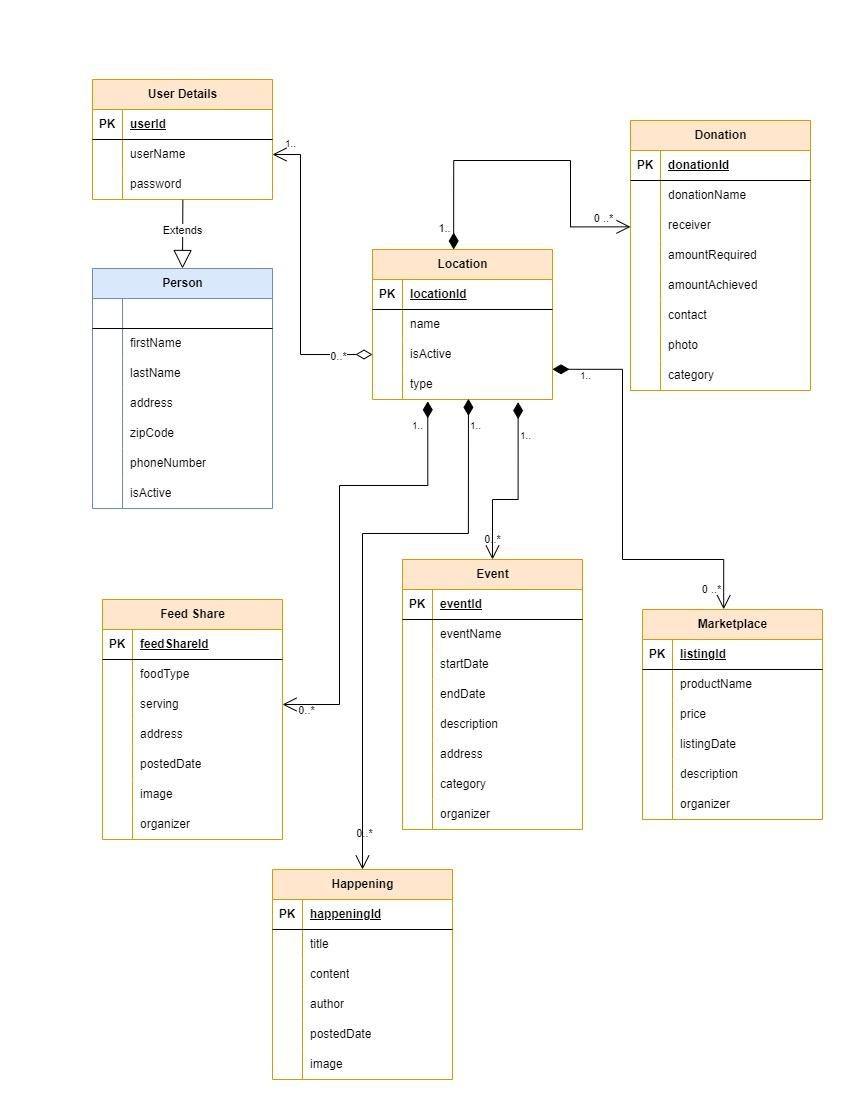 User Details
PK userId
userName
password
1..
Extends
Person
firstName
lastName
address
zipCode
phoneNumber
isActive
Donation
PK donationId
donationName
receiver
amountRequired
amountAchieved
contact
photo
category
0 ..*
1..
Location
PK locationId
name
isActive
type
0..*
1..
1..
1..
1..
Feed Share
PK feedShareId
foodType
serving
address
postedDate
image
organizer
0..*
0..*
Event
PK eventId
eventName
startDate
endDate
description
address
category
organizer
0 ..*
Marketplace
PK listingId
productName
price
listingDate
description
organizer
0..*
Happening
PK happeningId
title
content
author
postedDate
image